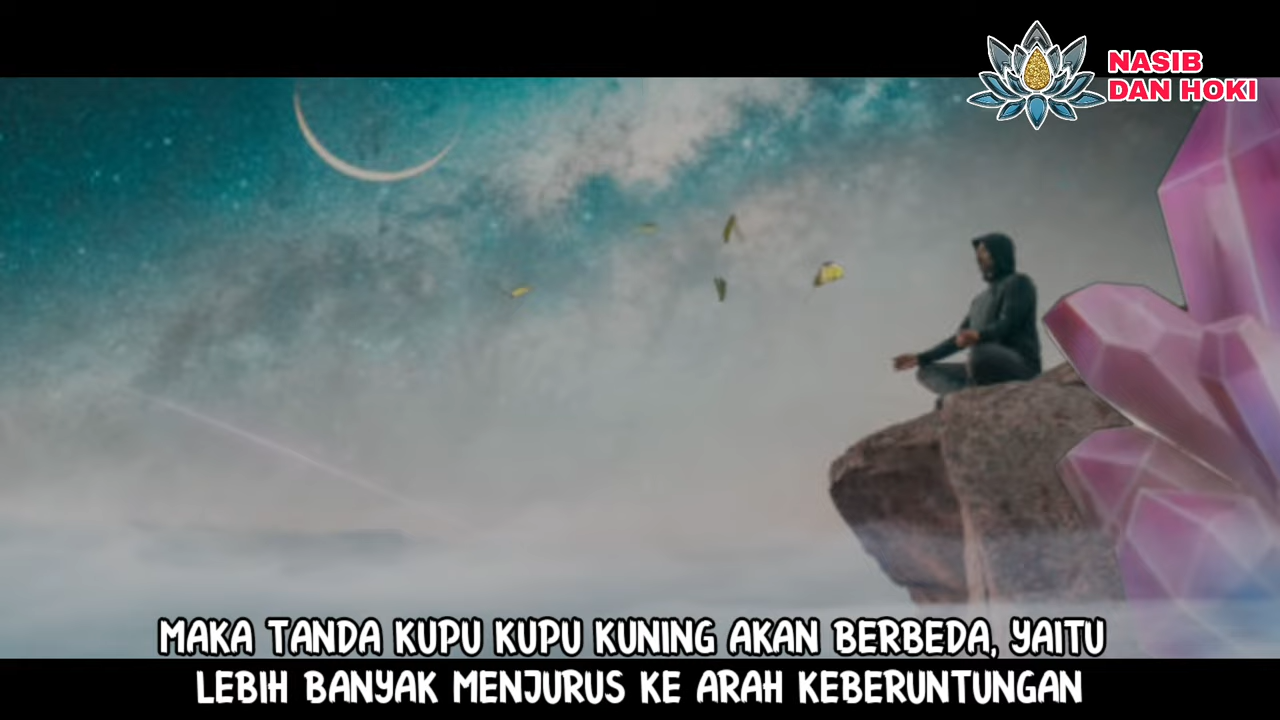 NASIB
DAN HOKI
MAKA TANDA KUPU KUPU KUNING AKAN BERBEDA, YAITU
LEBIH BANYAK MENJURUS KE ARAH KEBERUNTUNGAN